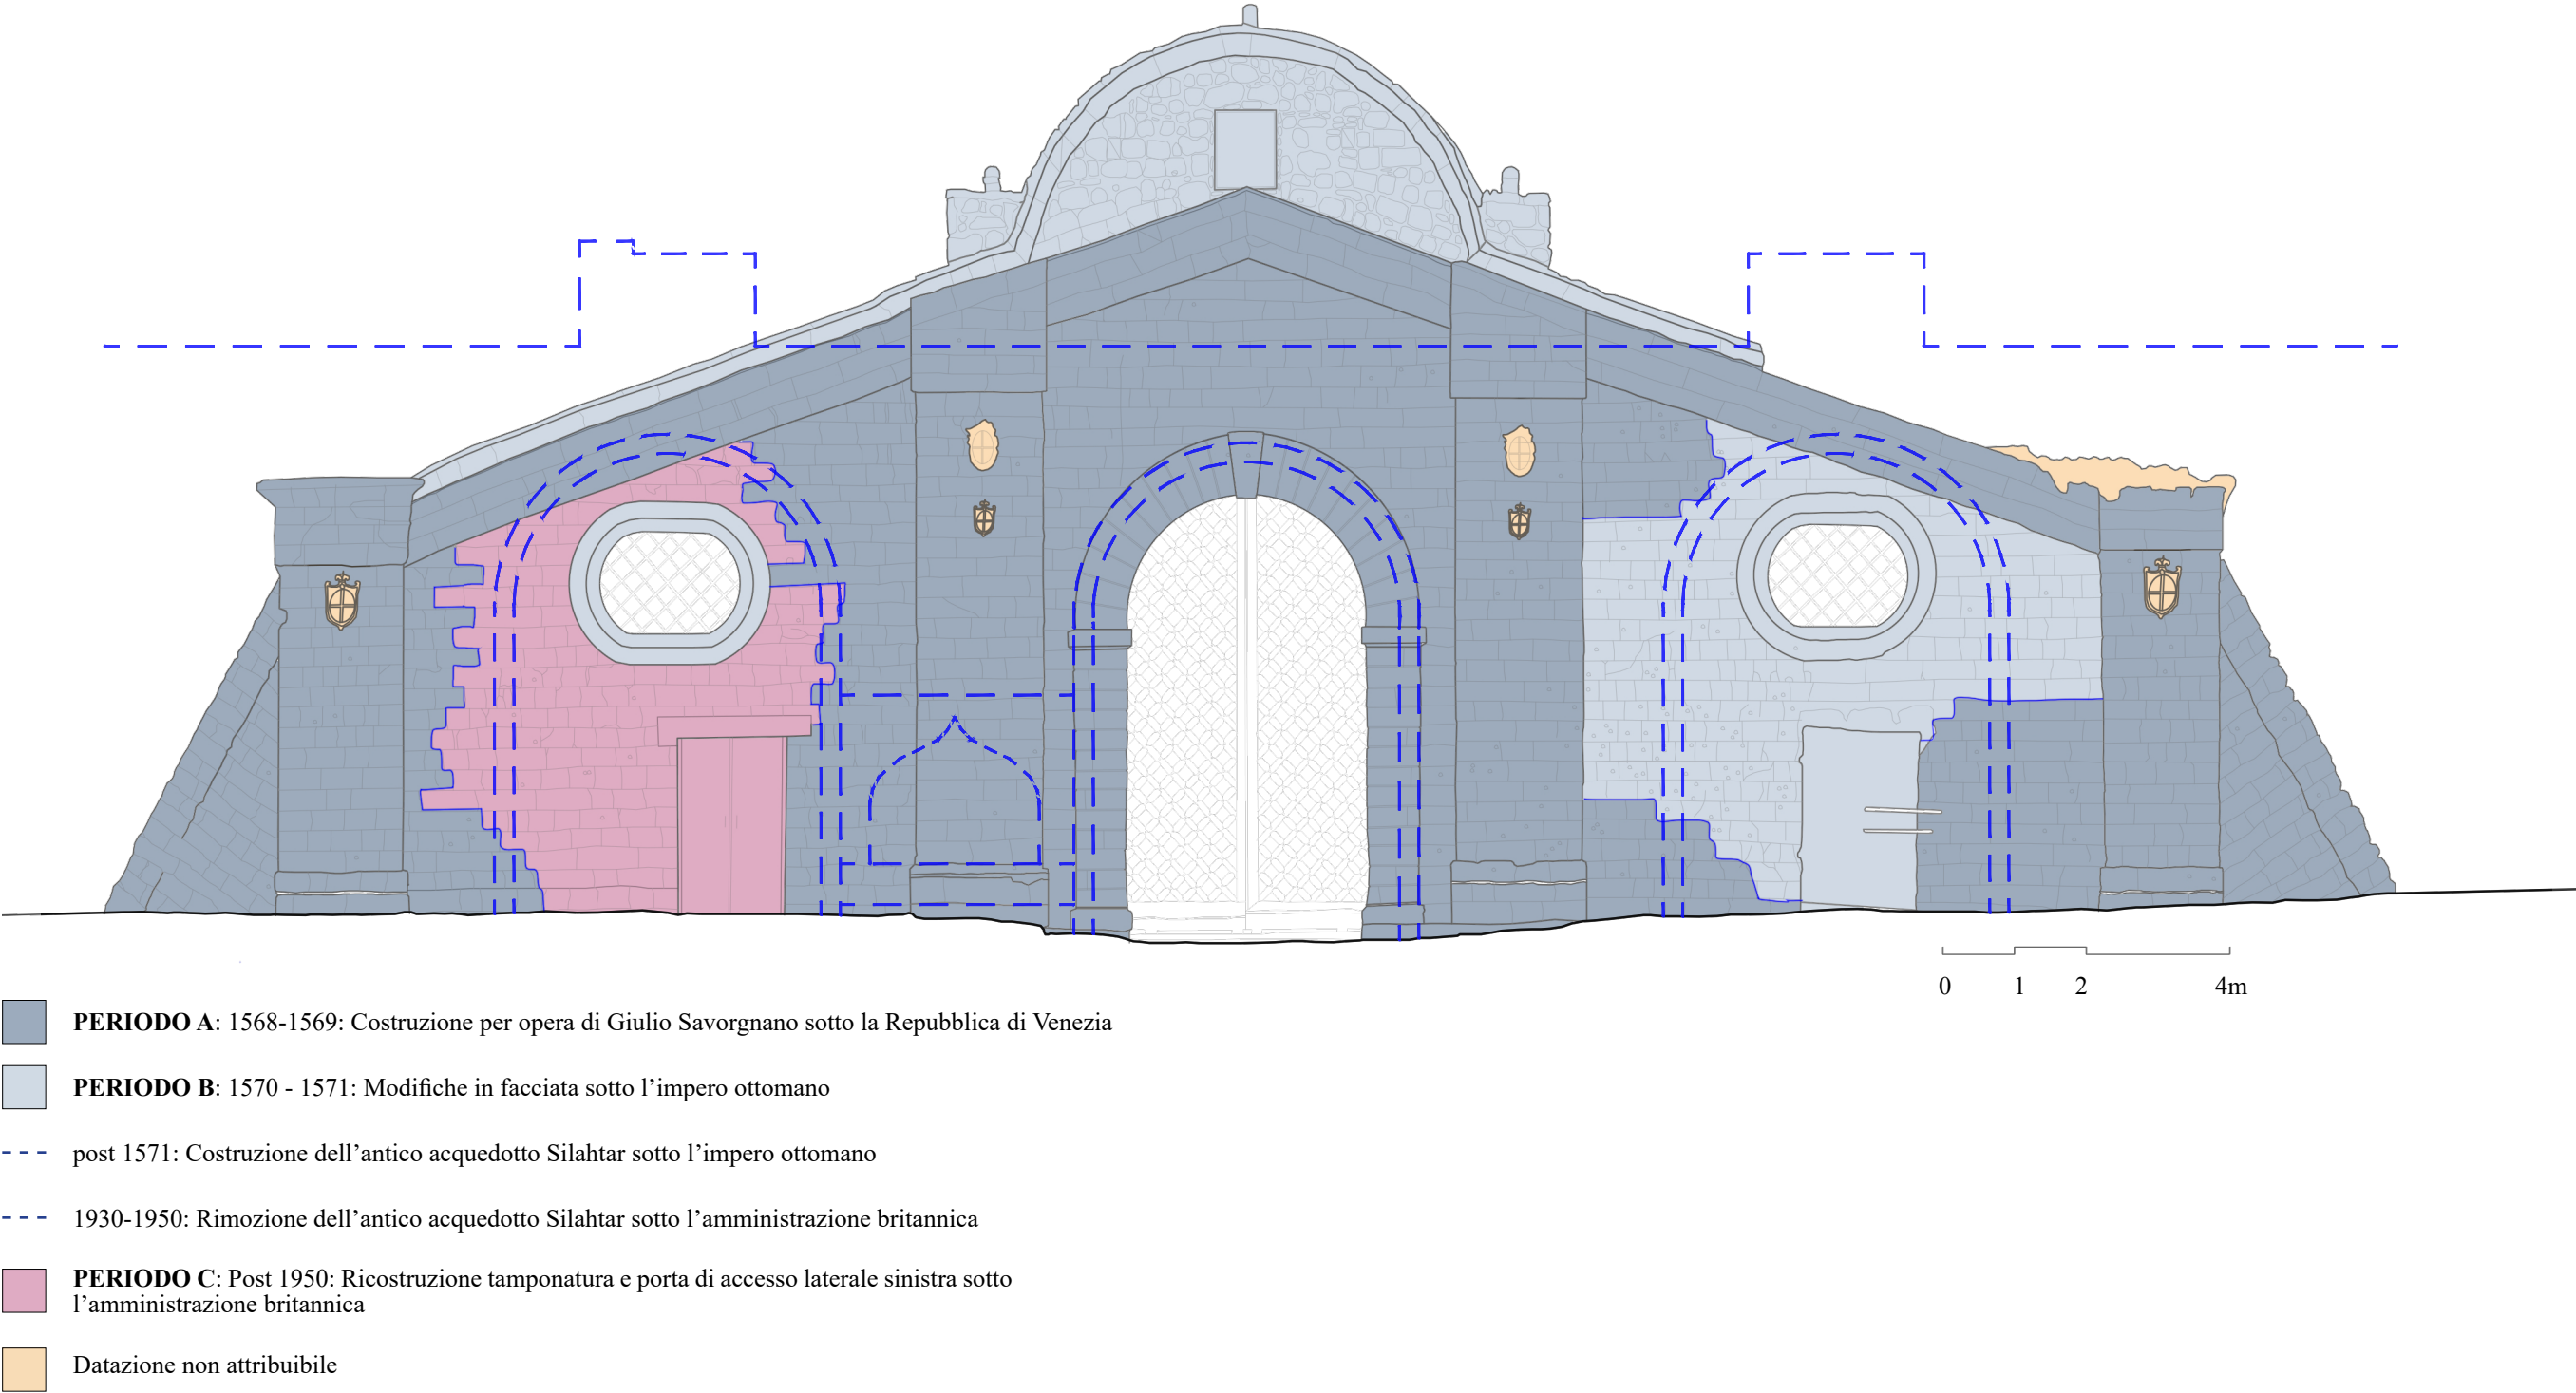 0 1 2 4m
PERIODO A: 1568-1569: Costruzione per opera di Giulio Savorgnano sotto la Repubblica di Venezia
PERIODO B: 1570 - 1571: Modifiche in facciata sotto l’impero ottomano
post 1571: Costruzione dell’antico acquedotto Silahtar sotto l’impero ottomano
1930-1950: Rimozione dell’antico acquedotto Silahtar sotto l’amministrazione britannica
PERIODO C: Post 1950: Ricostruzione tamponatura e porta di accesso laterale sinistra sotto
l’amministrazione britannica
Datazione non attribuibile